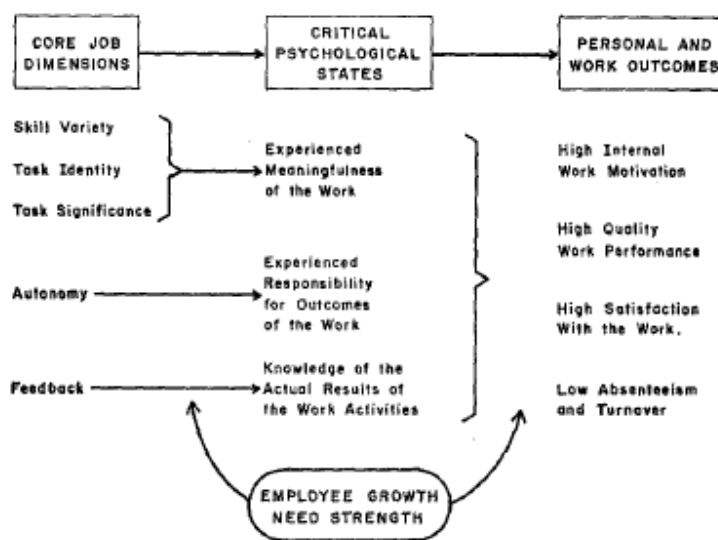 CORE JOB
DIMENSIONS
CRITICAL
PSYCHOLOGICAL
STATES
PERSONAL AND
WORK OUTCOMES
Skill Variety
Task Identity
Task Significance
Experienced
Meaningfulness
of the Work
High Internal
Work Motivation
High Quality
Work Performance
Autonomy
Experienced
Responsibility
for Outcomes
of the Work
High Satisfaction
With the Work.
Feedback
Knowledge of the
Actual Results of
the Work Activities
Low Absenteeism
and Turnover
EMPLOYEE GROWTH
NEED STRENGTH